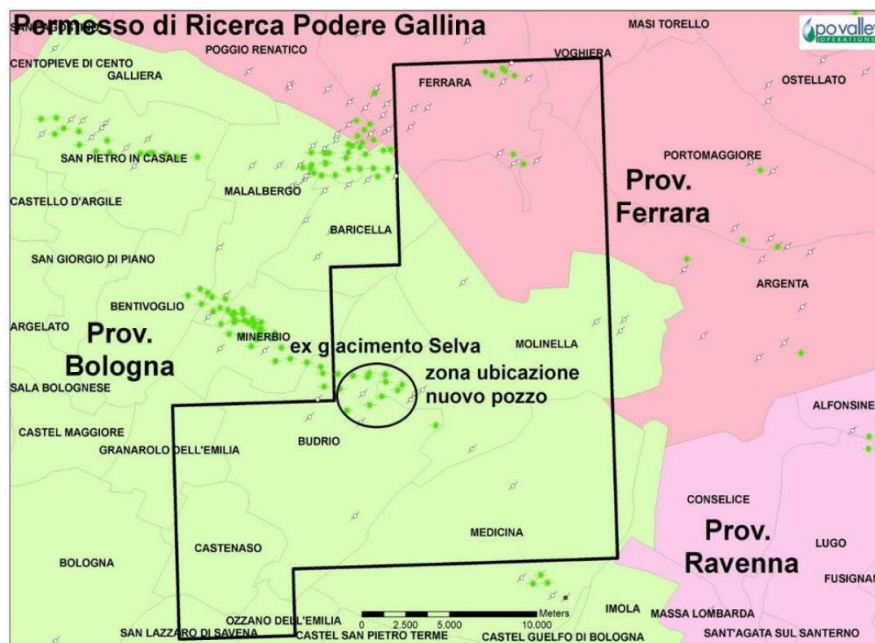 Permesso di Ricerca Podere Gallina
po valley
OPERATIONS
MASI TORELLO
POGGIO RENATICO
VOGHIERA
CENTOPIEVE DI CENTO
GALLIERA
FERRARA
OSTELLATO
SAN PIETRO IN CASALE
PORTOMAGGIORE
MALALBERGO
Prov.
Ferrara
CASTELLO D'ARGILE
BARICELLA
SAN GIORGIO DI PIANO
ARGENTA
BENTIVOGLIO
ARGELATO
Prov.
Bologna
MINERBIO
ex giacimento Selva
MOLINELLA
zona ubicazione
nuovo pozzo
SALA BOLOGNESE
ALFONSINE
CASTEL MAGGIORE
BUDRIO
GRANAROLO DELL'EMILIA
CONSELICE
MEDICINA
Prov.
Ravenna
CASTENASO
LUGO
BOLOGNA
FUSIGNAN
IMOLA
MASSA LOMBARDA
OZZANO DELL'EMILIA
Meters
0 2.500 5.000 10.000
SAN LAZZARO DI SAVENA
CASTEL SAN PIETRO TERME
CASTEL GUELFO DI BOLOGNA
SANT'AGATA SUL SANTERNO